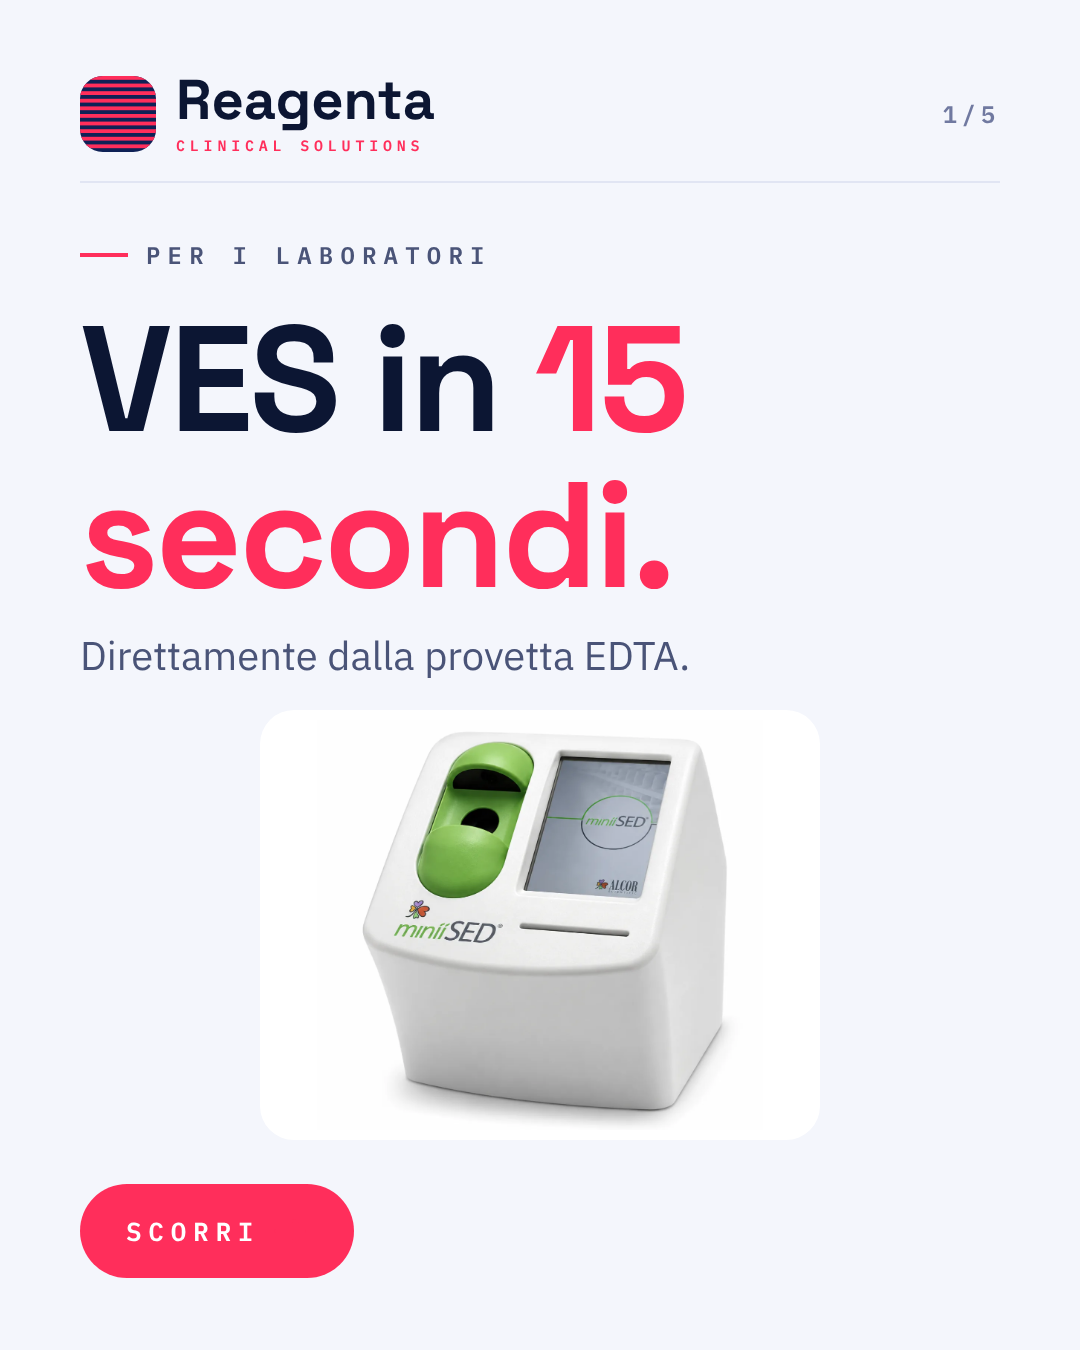 Reagenta
CLINICAL SOLUTIONS
1/5
PER I LABORATORI
VES in 15
secondi.
Direttamente dalla provetta EDTA.
miniiSED®
ALCOR
miniiSED®
SCORRI